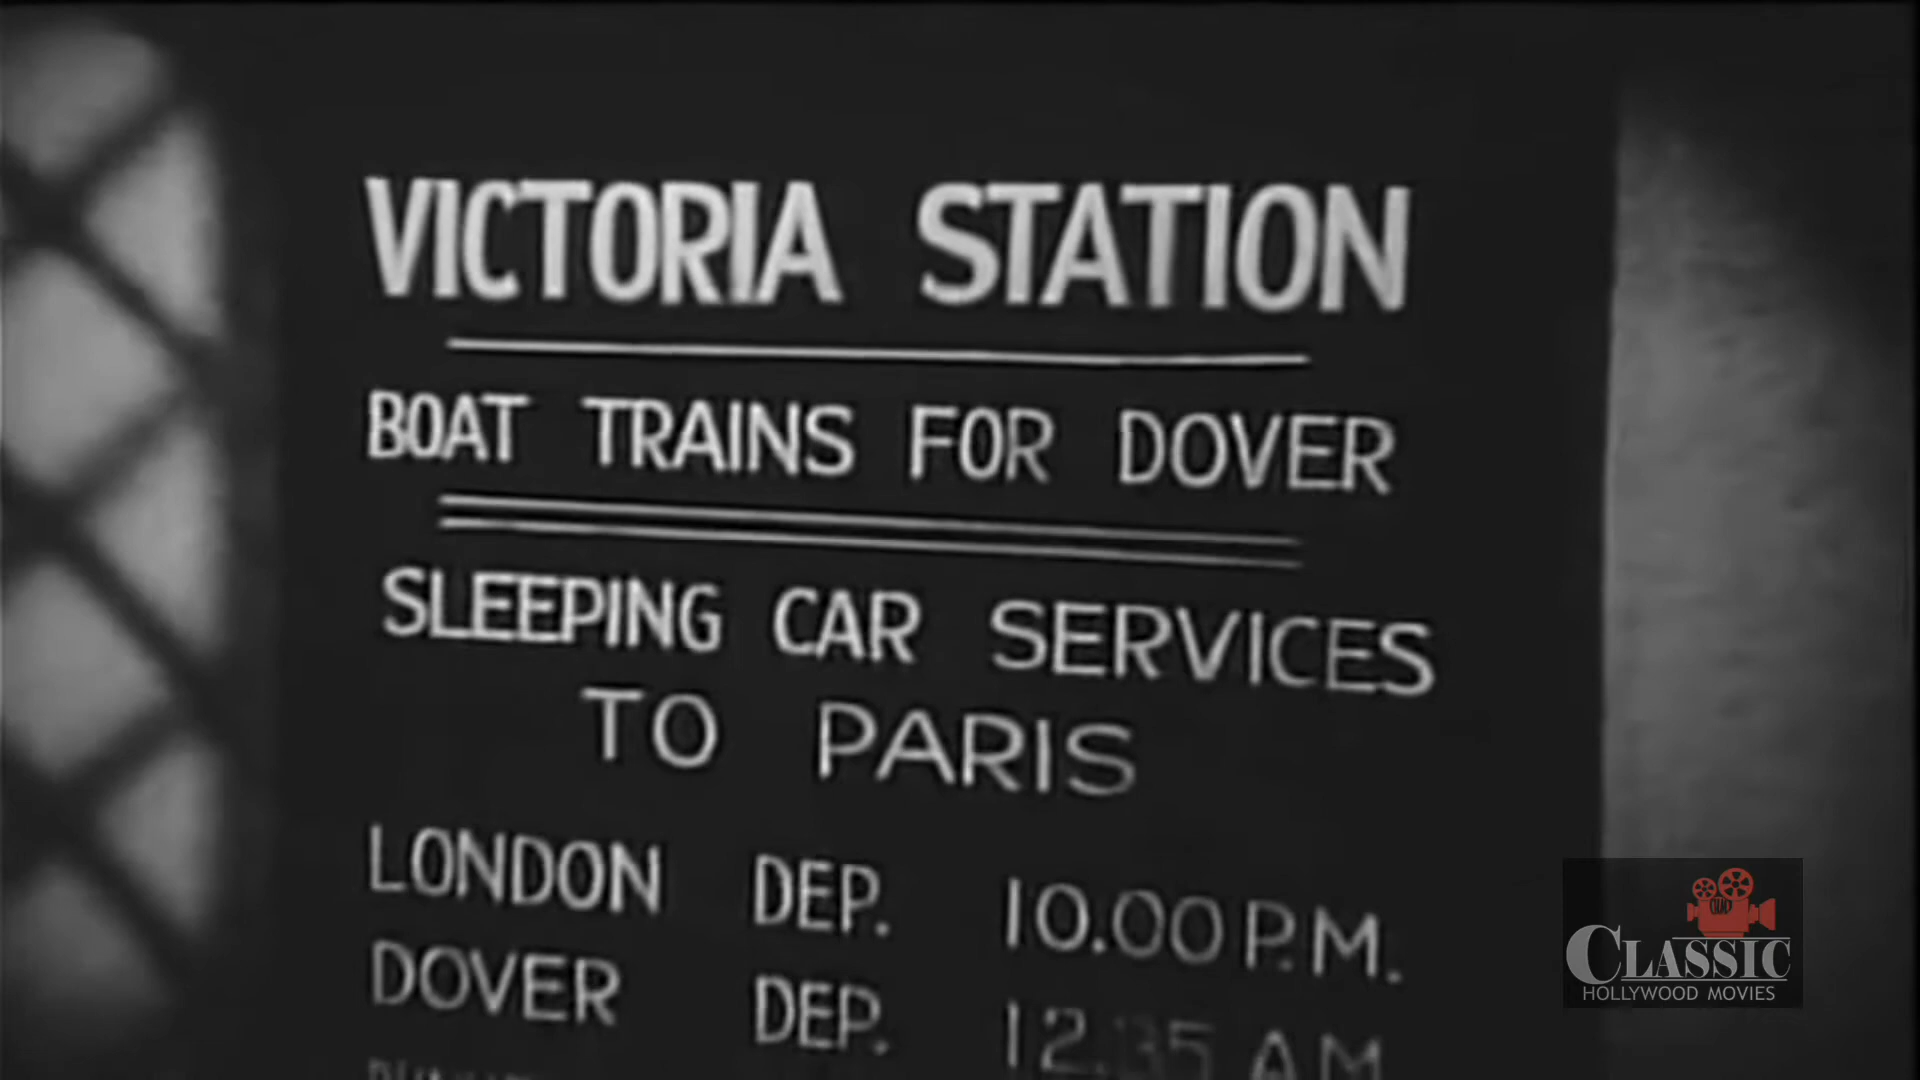 VICTORIA STATION
BOAT TRAINS FOR DOVER
SLEEPING CAR SERVICES
TO PARIS
LONDON DEP. 10.00 P.M.
DOVER DEP. 12.35 A M
CLASSIC
HOLLYWOOD MOVIES